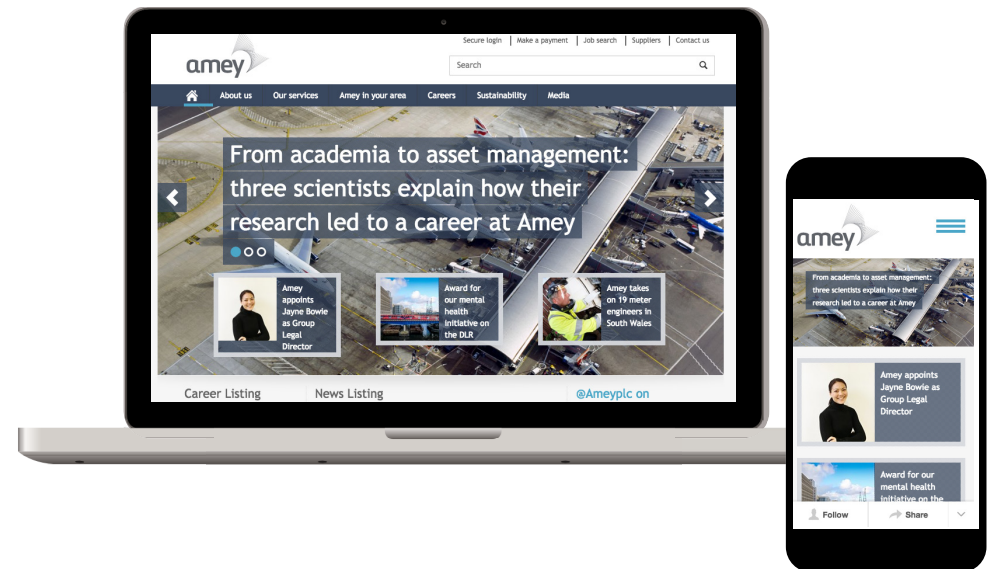 Secure login | Make a payment | Job search | Suppliers | Contact us
amey
Search
About us Our services Amey in your area Careers Sustainability Media
From academia to asset management:
three scientists explain how their
research led to a career at Amey
Amey
appoints
Jayne Bowie
as Group
Legal
Director
Award for
our mental
health
initiative on
the DLR
Amey takes
on 19 meter
engineers in
South Wales
Career Listing
News Listing
@Ameyplc on
amey
From academia to asset management:
three scientists explain how their
research led to a career at Amey
Amey appoints
Jayne Bowie as
Group Legal
Director
Award for our
mental health
initiative on the
Follow
Share